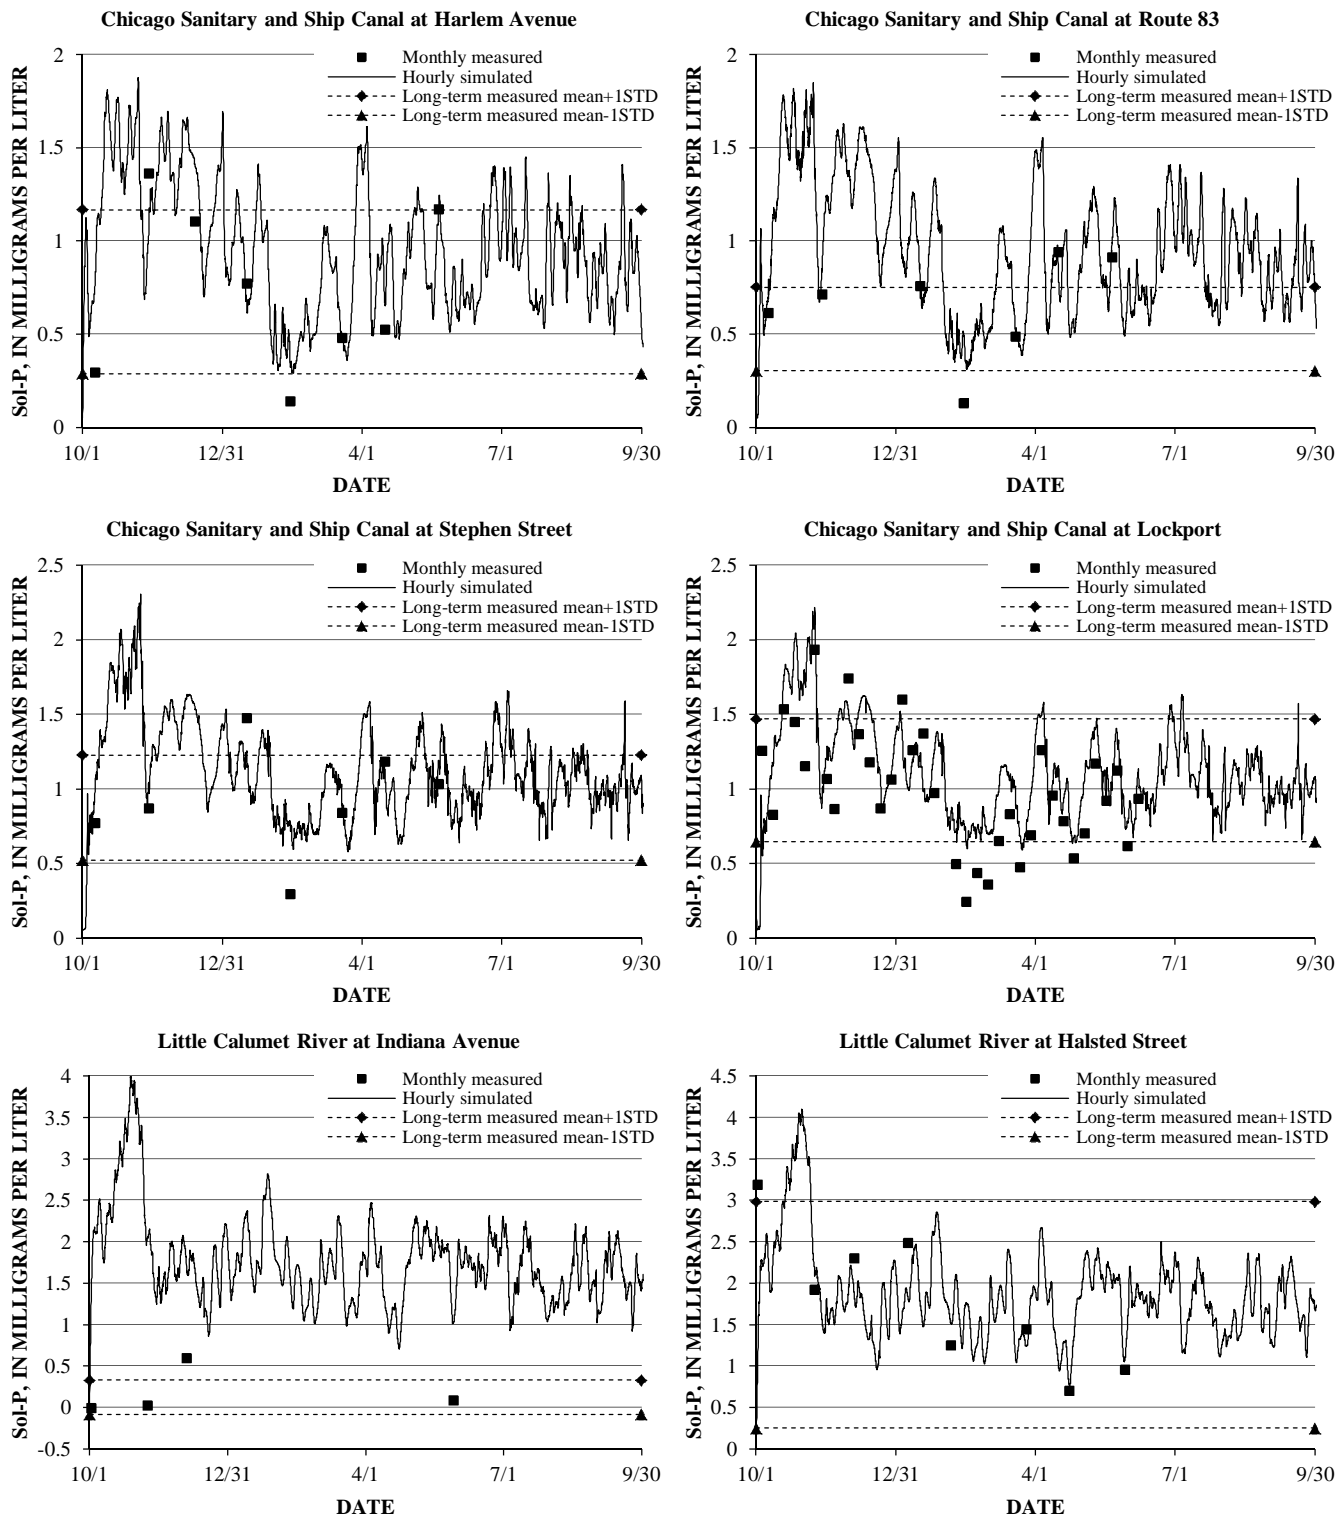 Chicago Sanitary and Ship Canal at Harlem Avenue
Sol-P, IN MILLIGRAMS PER LITER
2
1.5
1
0.5
0
Monthly measured
Hourly simulated
Long-term measured mean+1STD
Long-term measured mean-1STD
10/1 12/31 4/1 7/1 9/30
DATE
Chicago Sanitary and Ship Canal at Route 83
Sol-P, IN MILLIGRAMS PER LITER
2
1.5
1
0.5
0
Monthly measured
Hourly simulated
Long-term measured mean+1STD
Long-term measured mean-1STD
10/1 12/31 4/1 7/1 9/30
DATE
Chicago Sanitary and Ship Canal at Stephen Street
Sol-P, IN MILLIGRAMS PER LITER
2.5
2
1.5
1
0.5
0
Monthly measured
Hourly simulated
Long-term measured mean+1STD
Long-term measured mean-1STD
10/1 12/31 4/1 7/1 9/30
DATE
Chicago Sanitary and Ship Canal at Lockport
Sol-P, IN MILLIGRAMS PER LITER
2.5
2
1.5
1
0.5
0
Monthly measured
Hourly simulated
Long-term measured mean+1STD
Long-term measured mean-1STD
10/1 12/31 4/1 7/1 9/30
DATE
Little Calumet River at Indiana Avenue
Sol-P, IN MILLIGRAMS PER LITER
4
3.5
3
2.5
2
1.5
1
0.5
0
-0.5
Monthly measured
Hourly simulated
Long-term measured mean+1STD
Long-term measured mean-1STD
10/1 12/31 4/1 7/1 9/30
DATE
Little Calumet River at Halsted Street
Sol-P, IN MILLIGRAMS PER LITER
4.5
4
3.5
3
2.5
2
1.5
1
0.5
0
Monthly measured
Hourly simulated
Long-term measured mean+1STD
Long-term measured mean-1STD
10/1 12/31 4/1 7/1 9/30
DATE